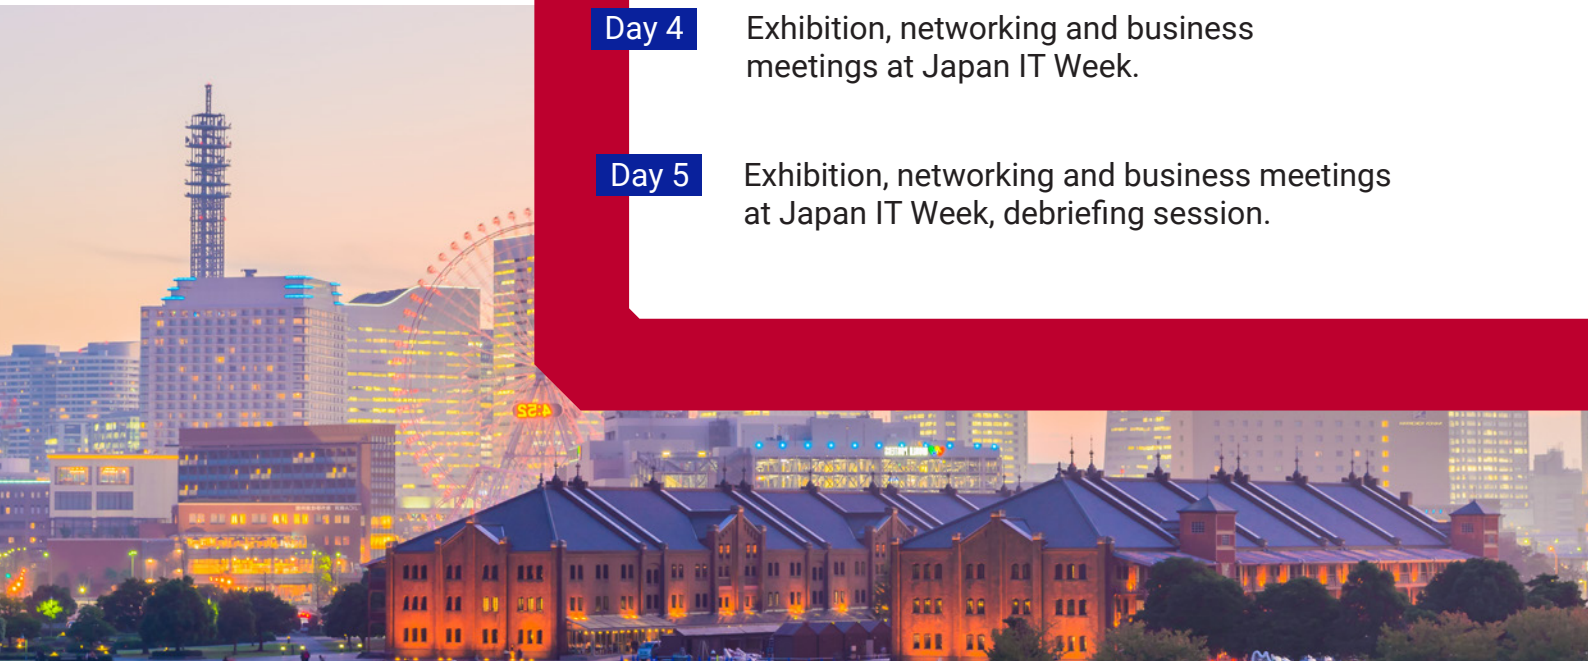 Day 4
Exhibition, networking and business
meetings at Japan IT Week.
Day 5
Exhibition, networking and business meetings
at Japan IT Week, debriefing session.